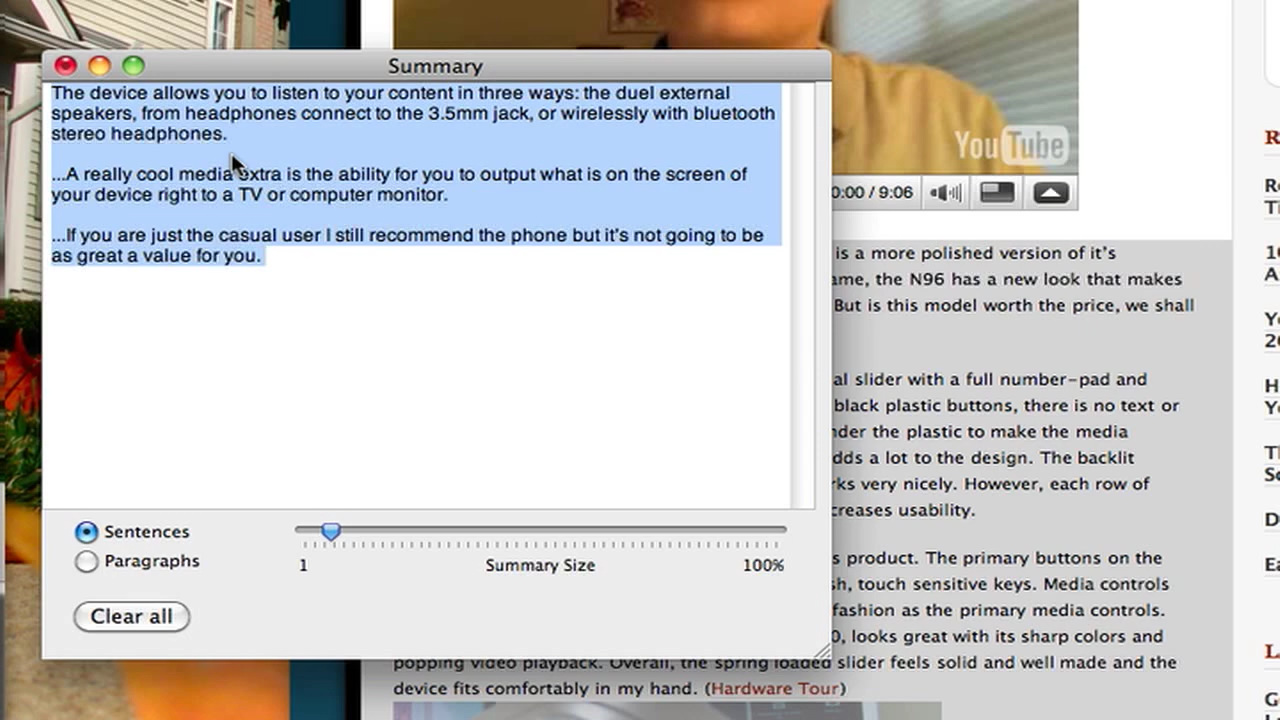 Summary
The device allows you to listen to your content in three ways: the duel external
speakers, from headphones connect to the 3.5mm jack, or wirelessly with bluetooth
stereo headphones.
...A really cool media extra is the ability for you to output what is on the screen of
your device right to a TV or computer monitor.
...If you are just the casual user I still recommend the phone but it's not going to be
as great a value for you.
Sentences
Paragraphs
1
Summary Size
100%
Clear all
YouTube
0:00 / 9:06
is a more polished version of it's
the N96 has a new look that makes
But is this model worth the price, we shall
slider with a full number-pad and
black plastic buttons, there is no text or
the plastic to make the media
a lot to the design. The backlit
very nicely. However, each row of
usability.
product. The primary buttons on the
touch sensitive keys. Media controls
fashion as the primary media controls.
looks great with its sharp colors and
popping video playback. Overall, the spring loaded slider feels solid and well made and the
device fits comfortably in my hand. (Hardware Tour)